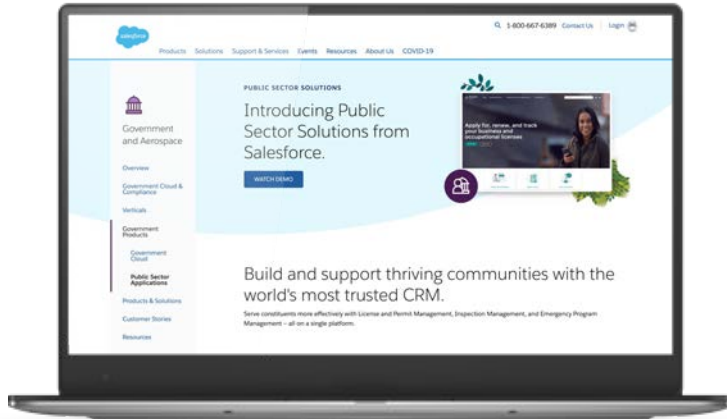 1-800-667-6389 Contact Us Login
salesforce
Products Solutions Support & Services Events Resources About Us COVID-19
PUBLIC SECTOR SOLUTIONS
Introducing Public
Sector Solutions from
Salesforce.
WATCH DEMO
Apply for, renew, and track
your business and
occupational licenses
Government
and Aerospace
Overview
Government Cloud &
Compliance
Verticals
Government
Products
Government
Cloud
Public Sector
Applications
Products & Solutions
Customer Stories
Resources
Build and support thriving communities with the
world's most trusted CRM.
Serve constituents more effectively with License and Permit Management, Inspection Management, and Emergency Program
Management – all on a single platform.